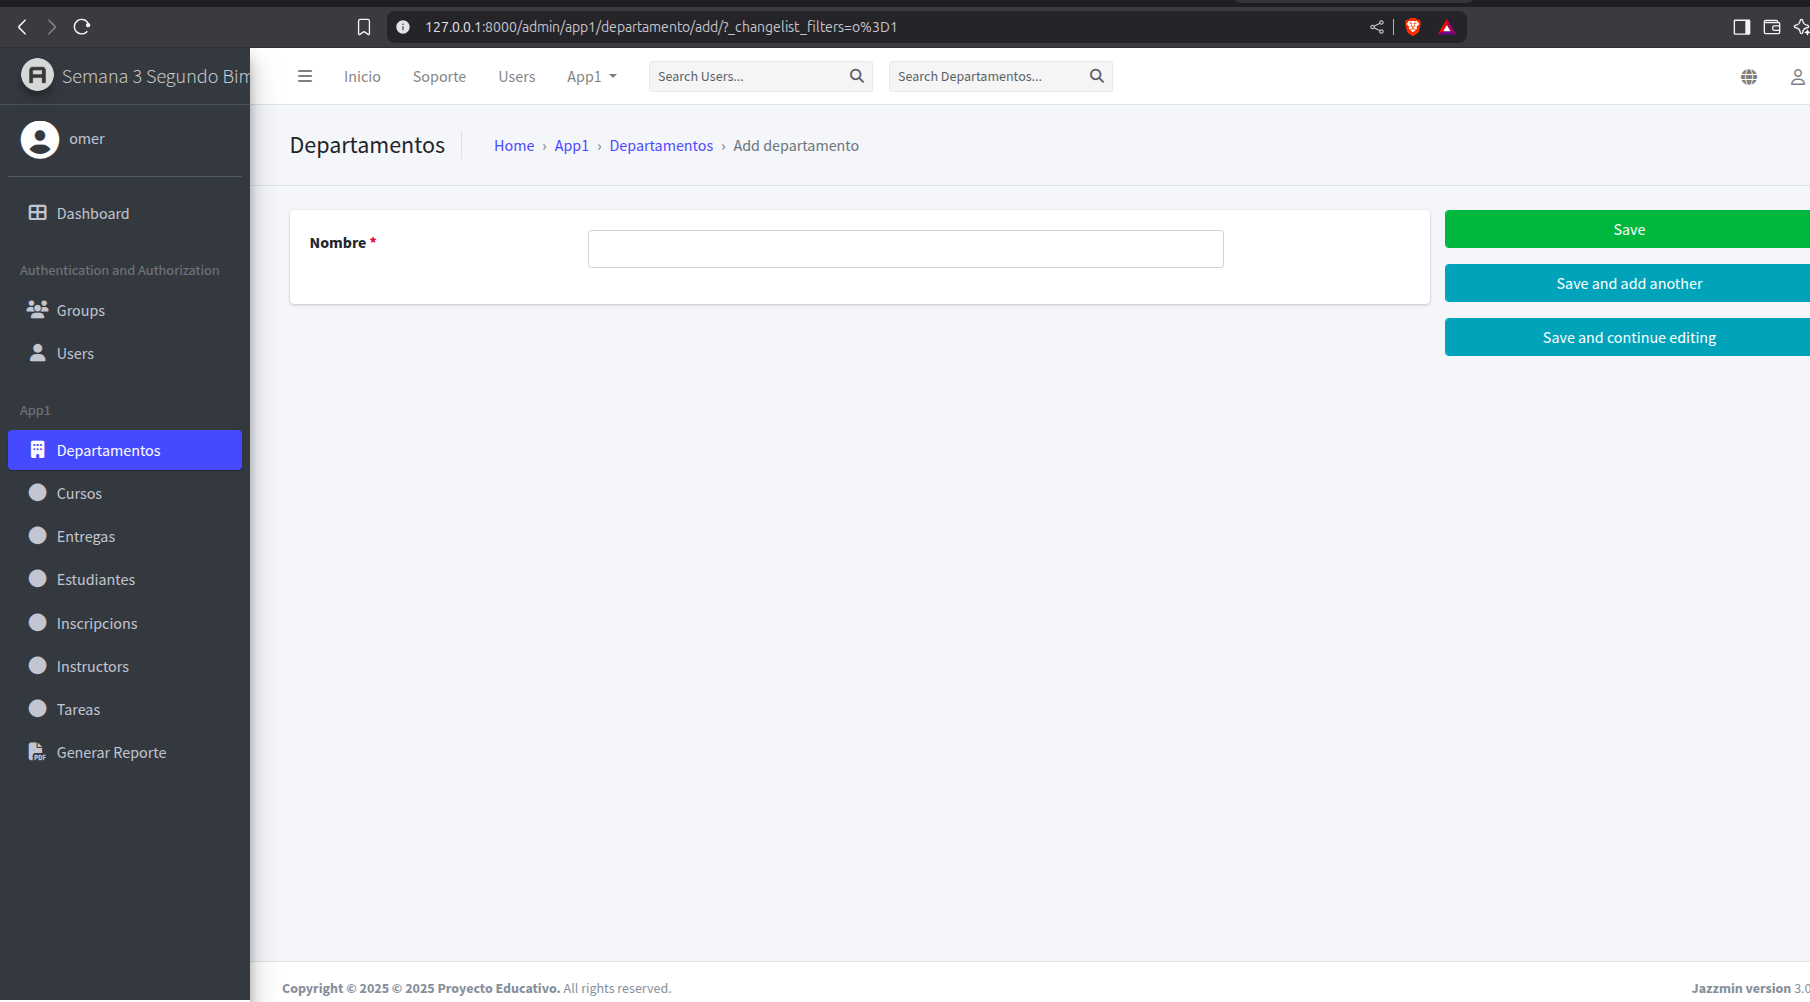 127.0.0.1:8000/admin/app1/departamento/add/?_changelist_filters=o%3D1
Semana 3 Segundo Bim
Inicio Soporte Users App1 Search Users... Search Departamentos...
omer
Departamentos Home › App1 › Departamentos › Add departamento
Dashboard
Nombre *
Save
Authentication and Authorization
Save and add another
Groups
Save and continue editing
Users
App1
Departamentos
Cursos
Entregas
Estudiantes
Inscripcions
Instructors
Tareas
PDF Generar Reporte
Copyright © 2025 © 2025 Proyecto Educativo. All rights reserved. Jazzmin version 3.0